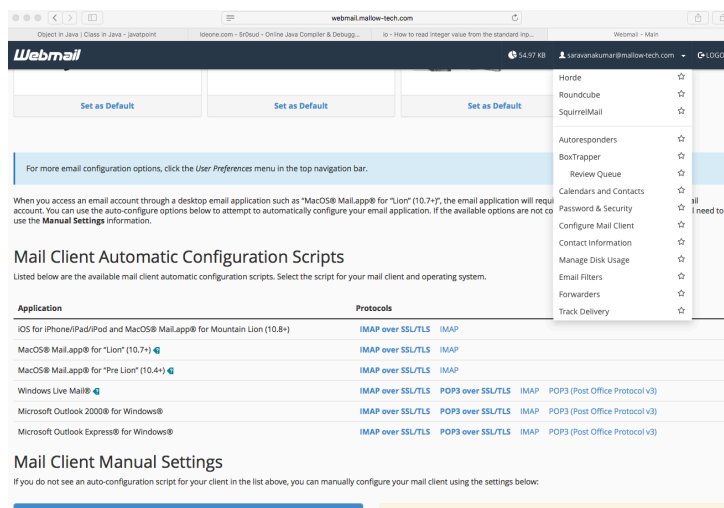 webmail.mallow-tech.com
Object in Java | Class in Java - javatpoint
Ideone.com - 5r0sud - Online Java Compiler & Debugg...
io - How to read integer value from the standard inp...
Webmail - Main
Webmail
54.97 KB
saravanakumar@mallow-tech.com
LOGO
Set as Default
Set as Default
Set as Default
Horde
Roundcube
SquirrelMail
Autoresponders
BoxTrapper
Review Queue
Calendars and Contacts
Password & Security
Configure Mail Client
Contact Information
Manage Disk Usage
Email Filters
Forwarders
Track Delivery
For more email configuration options, click the User Preferences menu in the top navigation bar.
When you access an email account through a desktop email application such as “MacOS® Mail.app® for “Lion” (10.7+)”, the email application will requi ail
account. You can use the auto-configure options below to attempt to automatically configure your email application. If the available options are not co l need to
use the Manual Settings information.
Mail Client Automatic Configuration Scripts
Listed below are the available mail client automatic configuration scripts. Select the script for your mail client and operating system.
Application Protocols
iOS for iPhone/iPad/iPod and MacOS® Mail.app® for Mountain Lion (10.8+) IMAP over SSL/TLS IMAP
MacOS® Mail.app® for “Lion” (10.7+) IMAP over SSL/TLS IMAP
MacOS® Mail.app® for “Pre Lion” (10.4+) IMAP over SSL/TLS IMAP
Windows Live Mail® IMAP over SSL/TLS POP3 over SSL/TLS IMAP POP3 (Post Office Protocol v3)
Microsoft Outlook 2000® for Windows® IMAP over SSL/TLS POP3 over SSL/TLS IMAP POP3 (Post Office Protocol v3)
Microsoft Outlook Express® for Windows® IMAP over SSL/TLS POP3 over SSL/TLS IMAP POP3 (Post Office Protocol v3)
Mail Client Manual Settings
If you do not see an auto-configuration script for your client in the list above, you can manually configure your mail client using the settings below: